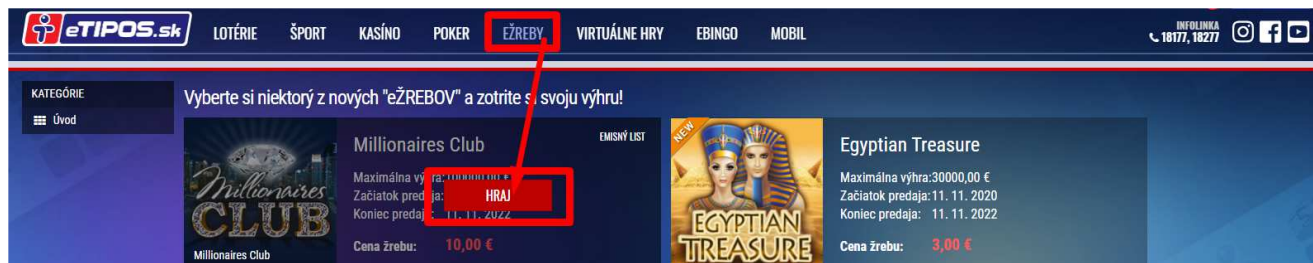 eTIPOS.sk LOTÉRIE ŠPORT KASÍNO POKER EŽREBY VIRTUÁLNE HRY EBINGO MOBIL
INFOLINKA
18177, 18277
KATEGÓRIE
Úvod
Vyberte si niektorý z nových "eŽREBOV" a zotrite si svoju výhru!
Millionaires
CLUB
Millionaires Club
Millionaires Club
EMISNÝ LIST
Maximálna výhra:100000,00 €
Začiatok predaja:
HRAJ
Koniec predaja: 11. 11. 2022
Cena žrebu: 10,00 €
NEW
EGYPTIAN
TREASURE
Egyptian Treasure
Maximálna výhra:30000,00 €
Začiatok predaja:11. 11. 2020
Koniec predaja: 11. 11. 2022
Cena žrebu: 3,00 €